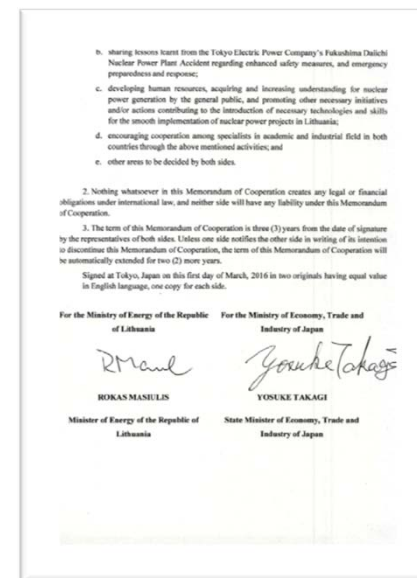 b. sharing lessons learnt from the Tokyo Electric Power Company's Fukushima Daiichi
Nuclear Power Plant Accident regarding enhanced safety measures, and emergency
preparedness and response;
c. developing human resources, acquiring and increasing understanding for nuclear
power generation by the general public, and promoting other necessary initiatives
and/or actions contributing to the introduction of necessary technologies and skills
for the smooth implementation of nuclear power projects in Lithuania;
d. encouraging cooperation among specialists in academic and industrial field in both
countries through the above mentioned activities; and
e. other areas to be decided by both sides.
2. Nothing whatsoever in this Memorandum of Cooperation creates any legal or financial
obligations under international law, and neither side will have any liability under this Memorandum
of Cooperation.
3. The term of this Memorandum of Cooperation is three (3) years from the date of signature
by the representatives of both sides. Unless one side notifies the other side in writing of its intention
to discontinue this Memorandum of Cooperation, the term of this Memorandum of Cooperation will
be automatically extended for two (2) more years.
Signed at Tokyo, Japan on this first day of March, 2016 in two originals having equal value
in English language, one copy for each side.
For the Ministry of Energy of the Republic For the Ministry of Economy, Trade and
of Lithuania Industry of Japan
Yosuke Takagi
ROKAS MASIULIS YOSUKE TAKAGI
Minister of Energy of the Republic of State Minister of Economy, Trade and
Lithuania Industry of Japan